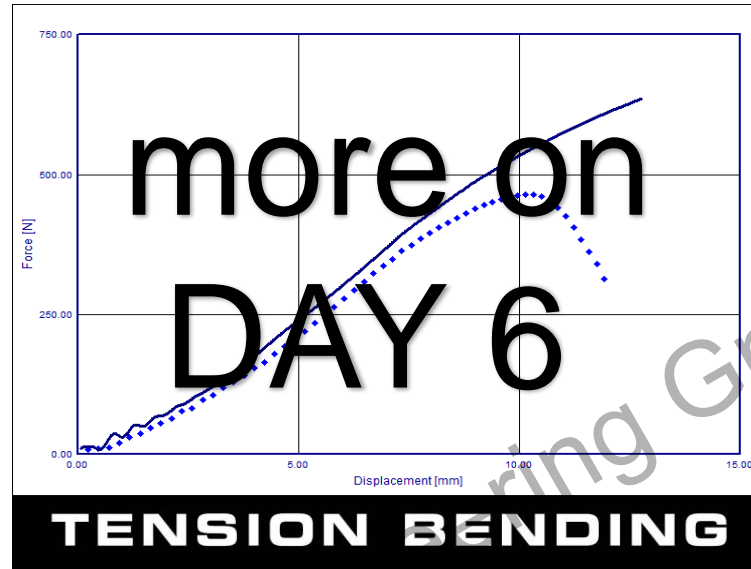 750.00
more on
500.00
Force [N]
DAY 6
250.00
0.00
0.00 5.00 10.00 15.00
Displacement [mm]
TENSION BENDING